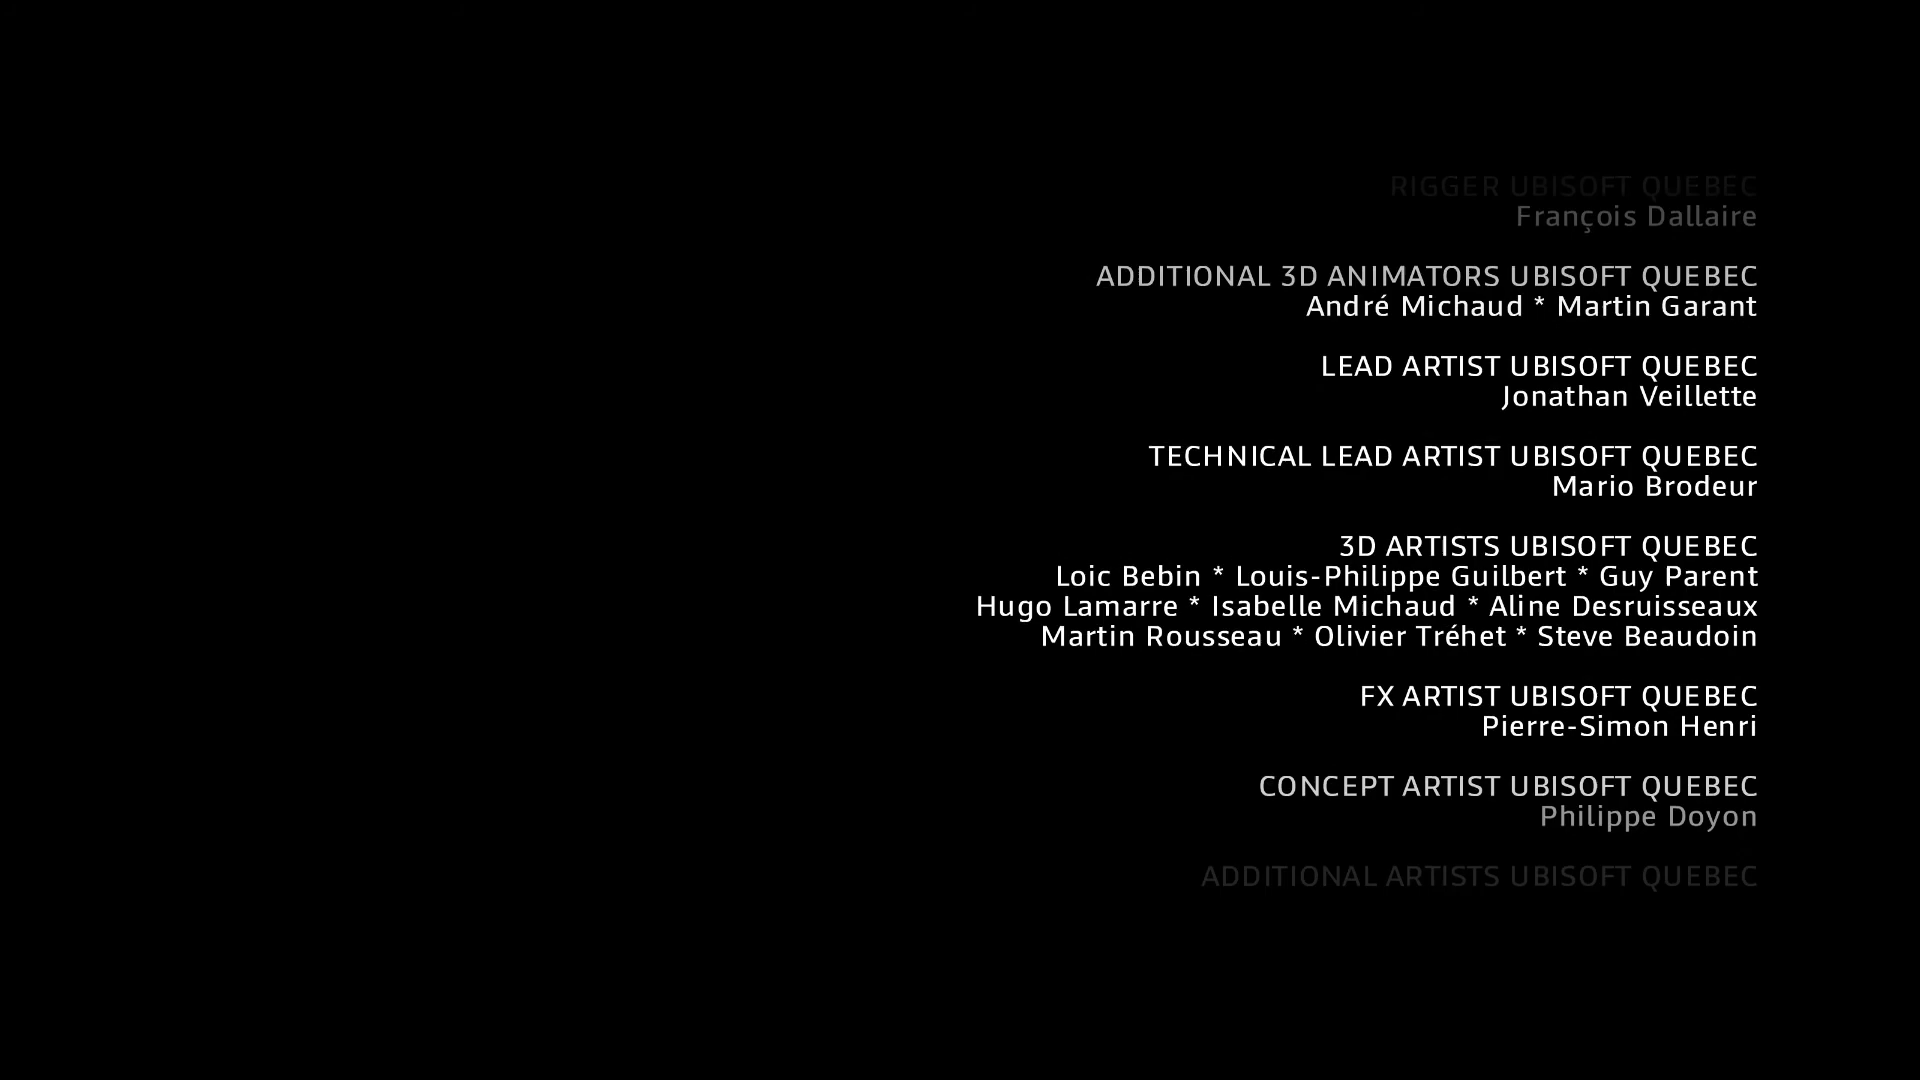 RIGGER UBISOFT QUEBEC
François Dallaire
ADDITIONAL 3D ANIMATORS UBISOFT QUEBEC
André Michaud * Martin Garant
LEAD ARTIST UBISOFT QUEBEC
Jonathan Veillette
TECHNICAL LEAD ARTIST UBISOFT QUEBEC
Mario Brodeur
3D ARTISTS UBISOFT QUEBEC
Loic Bebin * Louis-Philippe Guilbert * Guy Parent
Hugo Lamarre * Isabelle Michaud * Aline Desruisseaux
Martin Rousseau * Olivier Tréhet * Steve Beaudoin
FX ARTIST UBISOFT QUEBEC
Pierre-Simon Henri
CONCEPT ARTIST UBISOFT QUEBEC
Philippe Doyon
ADDITIONAL ARTISTS UBISOFT QUEBEC